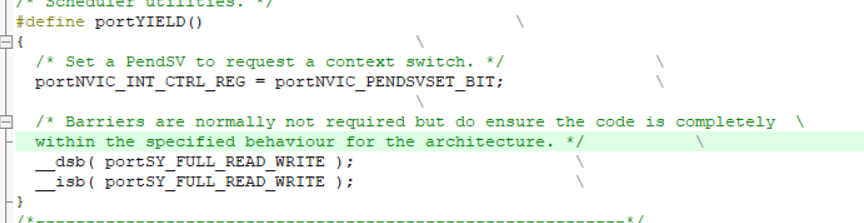 /* Scheduler utilities. */
#define portYIELD() \
{ \
/* Set a PendSV to request a context switch. */ \
portNVIC_INT_CTRL_REG = portNVIC_PENDSVSET_BIT; \
\
/* Barriers are normally not required but do ensure the code is completely \
within the specified behaviour for the architecture. */ \
__dsb( portSY_FULL_READ_WRITE ); \
__isb( portSY_FULL_READ_WRITE ); \
}
/*-----------------------------------------------------------*/